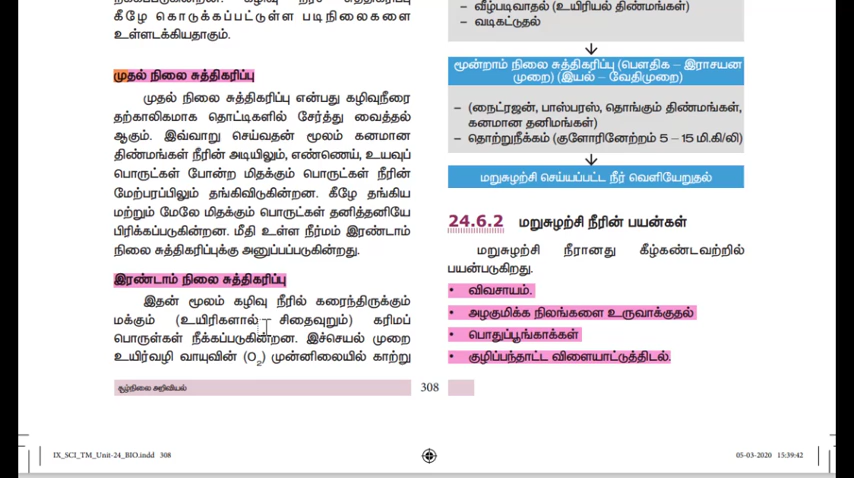 கீழே கொடுக்கப்பட்டுள்ள படிநிலைகளை
உள்ளடக்கியதாகும்.
முதல் நிலை சுத்திகரிப்பு
முதல் நிலை சுத்திகரிப்பு என்பது கழிவுநீரை
தற்காலிகமாக தொட்டிகளில் சேர்த்து வைத்தல்
ஆகும். இவ்வாறு செய்வதன் மூலம் கனமான
திண்மங்கள் நீரின் அடியிலும், எண்ணெய், உயவுப்
பொருட்கள் போன்ற மிதக்கும் பொருட்கள் நீரின்
மேற்பரப்பிலும் தங்கிவிடுகின்றன. கீழே தங்கிய
மற்றும் மேலே மிதக்கும் பொருட்கள் தனித்தனியே
பிரிக்கப்படுகின்றன. மீதி உள்ள நீர்மம் இரண்டாம்
நிலை சுத்திகரிப்புக்கு அனுப்பப்படுகின்றது.
இரண்டாம் நிலை சுத்திகரிப்பு
இதன் மூலம் கழிவு நீரில் கரைந்திருக்கும்
மக்கும் (உயிரிகளால் சிதைவுறும்) கரிமப்
பொருள்கள் நீக்கப்படுகின்றன. இச்செயல் முறை
உயிர்வழி வாயுவின் (O2) முன்னிலையில் காற்று
– வீழ்படிவாதல் (உயிரியல் திண்மங்கள்)
– வடிகட்டுதல்
மூன்றாம் நிலை சுத்திகரிப்பு (பௌதிக – இராசயன
முறை) (இயல் – வேதிமுறை)
– (நைட்ரஜன், பாஸ்பரஸ், தொங்கும் திண்மங்கள்,
கனமான தனிமங்கள்)
– தொற்றுநீக்கம் (குளோரினேற்றம் 5 – 15 மி.கி/லி)
மறுசுழற்சி செய்யப்பட்ட நீர் வெளியேறுதல்
24.6.2 மறுசுழற்சி நீரின் பயன்கள்
மறுசுழற்சி நீரானது கீழ்கண்டவற்றில்
பயன்படுகிறது.
• விவசாயம்.
• அழகுமிக்க நிலங்களை உருவாக்குதல்
• பொதுப்பூங்காக்கள்
• குழிப்பந்தாட்ட விளையாட்டுத்திடல்.
சூழ்நிலை அறிவியல்
308
IX_SCI_TM_Unit-24_BIO.indd 308
05-03-2020 15:39:42